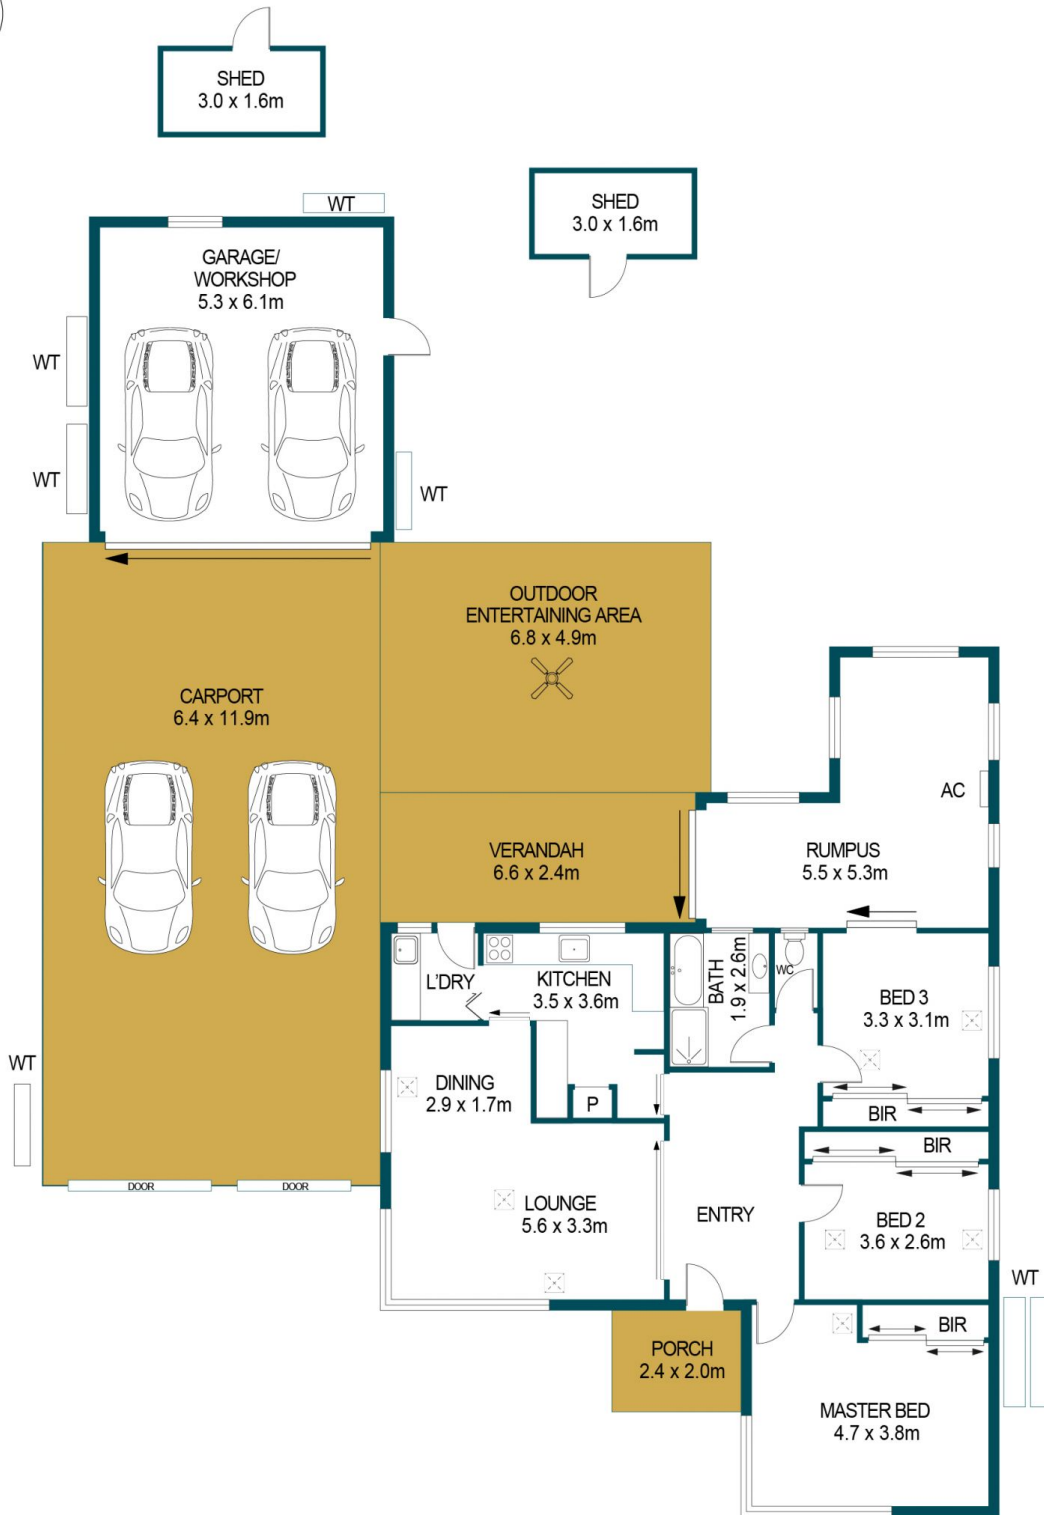 SHED
3.0 x 1.6m
SHED
3.0 x 1.6m
WT
GARAGE/
WORKSHOP
5.3 x 6.1m
WT
WT
WT
OUTDOOR
ENTERTAINING AREA
6.8 x 4.9m
CARPORT
6.4 x 11.9m
AC
VERANDAH
6.6 x 2.4m
RUMPUS
5.5 x 5.3m
L'DRY
KITCHEN
3.5 x 3.6m
BATH
1.9 x 2.6m
WC
BED 3
3.3 x 3.1m
WT
DINING
2.9 x 1.7m
P
BIR
BIR
DOOR
DOOR
LOUNGE
5.6 x 3.3m
ENTRY
BED 2
3.6 x 2.6m
WT
BIR
PORCH
2.4 x 2.0m
MASTER BED
4.7 x 3.8m